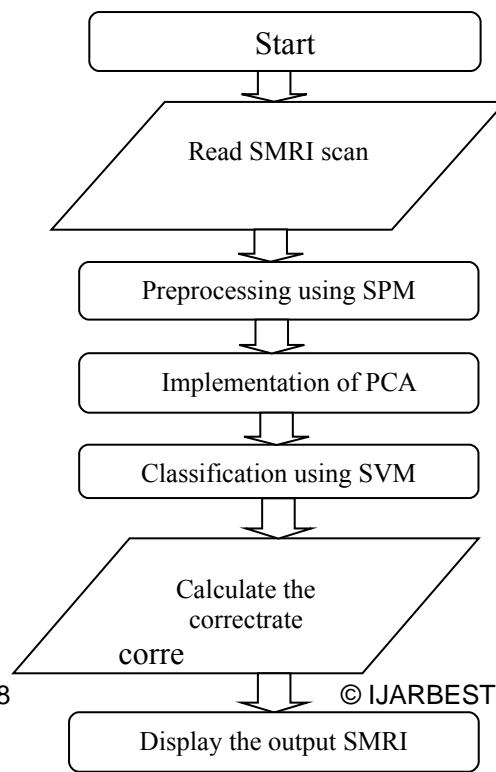 Start
Read SMRI scan
Preprocessing using SPM
Implementation of PCA
Classification using SVM
Calculate the
correctrate
corre
8
© IJARBEST
Display the output SMRI